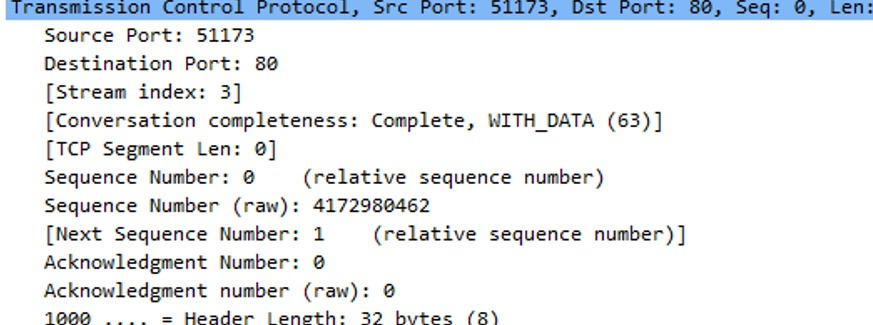 Transmission Control Protocol, Src Port: 51173, Dst Port: 80, Seq: 0, Len:
Source Port: 51173
Destination Port: 80
[Stream index: 3]
[Conversation completeness: Complete, WITH_DATA (63)]
[TCP Segment Len: 0]
Sequence Number: 0    (relative sequence number)
Sequence Number (raw): 4172980462
[Next Sequence Number: 1    (relative sequence number)]
Acknowledgment Number: 0
Acknowledgment number (raw): 0
1000 .... = Header Length: 32 bytes (8)